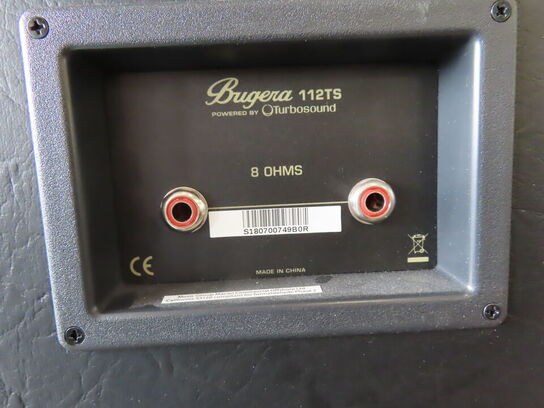 Bugera 112TS
POWERED BY Turbosound
8 OHMS
S180700749B0R
CE
MADE IN CHINA